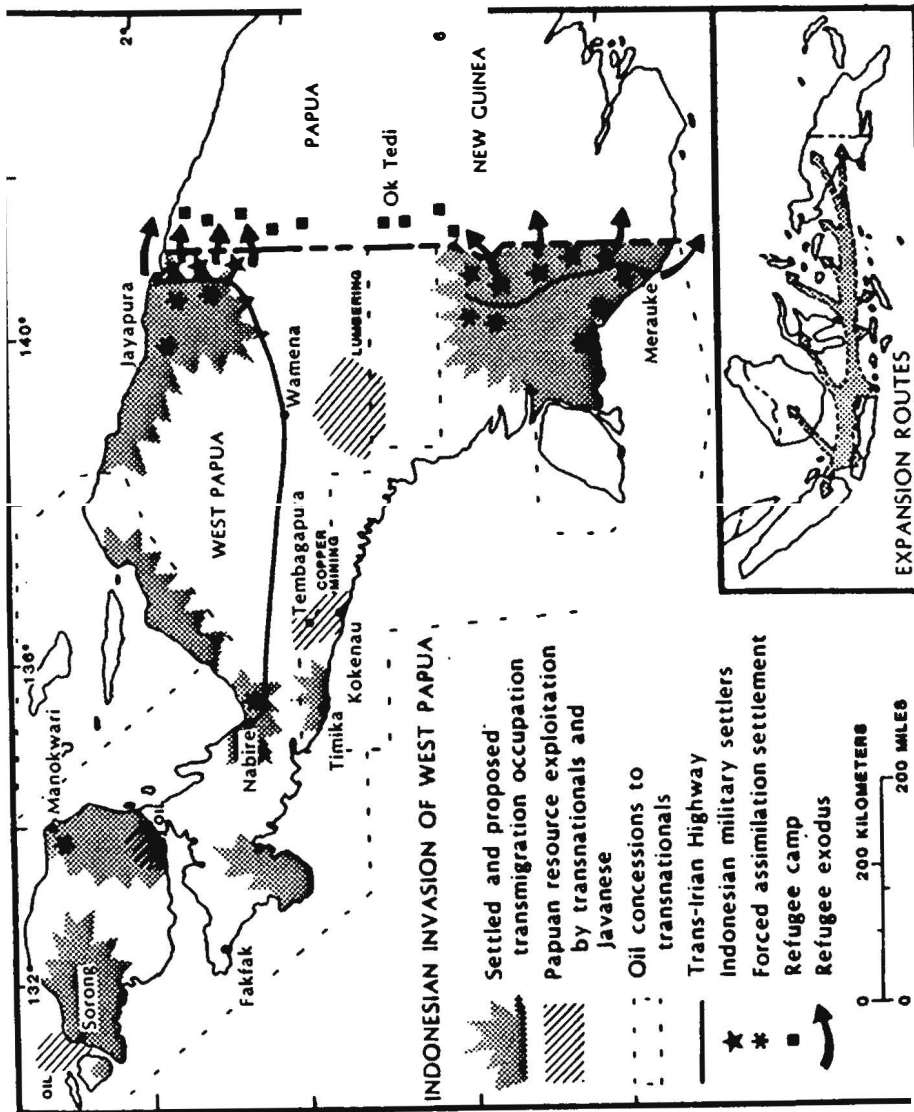 132°
136°
140°
2°
6
OIL
Sorong
Manokwari
OIL
Fakfak
Nabire
Timika
Kokenau
Tembagapura
COPPER
MINING
WEST PAPUA
Jayapura
Wamena
LUMBERING
Merauke
PAPUA
Ok Tedi
NEW GUINEA
INDONESIAN INVASION OF WEST PAPUA
Settled and proposed
transmigration occupation
Papuan resource exploitation
by transnationals and
Javanese
Oil concessions to
transnationals
Trans-Irian Highway
Indonesian military settlers
Forced assimilation settlement
Refugee camp
Refugee exodus
0 200 KILOMETERS
0 200 MILES
EXPANSION ROUTES